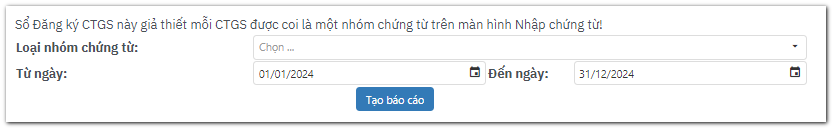 Sổ Đăng ký CTGS này giả thiết mỗi CTGS được coi là một nhóm chứng từ trên màn hình Nhập chứng từ!
Loại nhóm chứng từ: Chọn ...
Từ ngày: 01/01/2024 Đến ngày: 31/12/2024
Tạo báo cáo